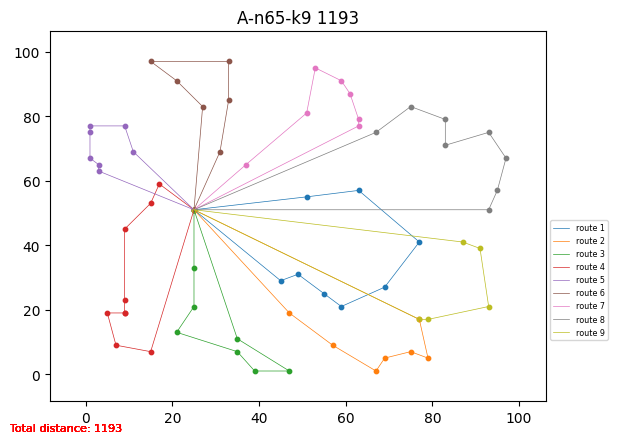 A-n65-k9 1193
100
80
60
40
20
0
0 20 40 60 80 100
route 1
route 2
route 3
route 4
route 5
route 6
route 7
route 8
route 9
Total distance: 1193